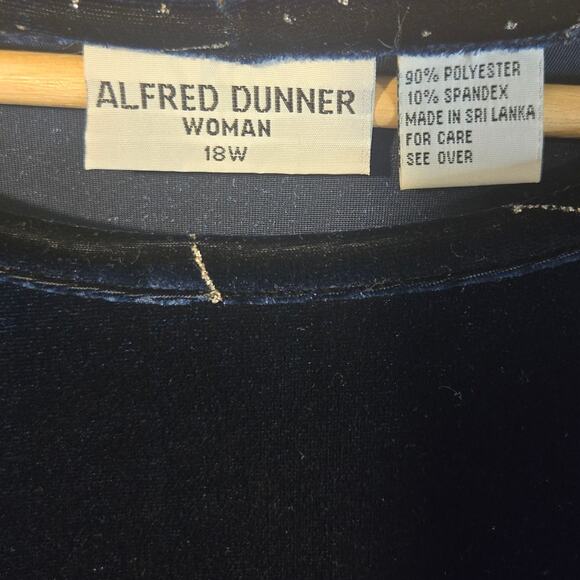 ALFRED DUNNER
WOMAN
18W
90% POLYESTER
10% SPANDEX
MADE IN SRI LANKA
FOR CARE
SEE OVER